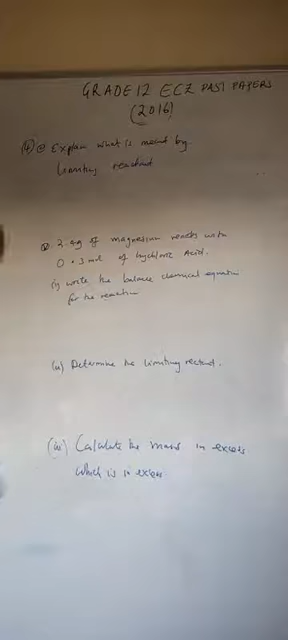 GRADE 12 ECZ PAST PAPERS
(2016)
(4) (a) Explain what is meant by
limiting reactant
2.4g of magnesium reacts with
0.3 mol of hydrochloric Acid.
(i) write the balance chemical equation
for the reaction
(ii) Determine the limiting reactant.
(iii) Calculate the mass in excess
which is in excess